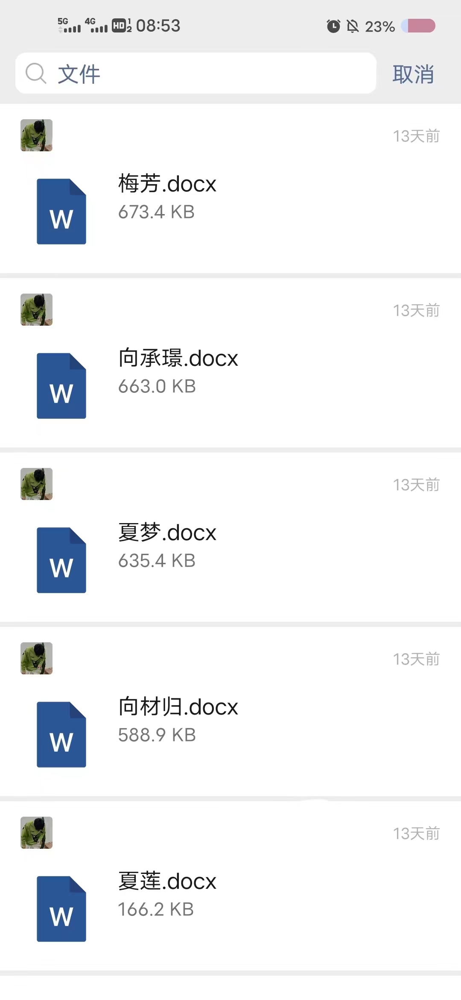 5G 4G HD 1 2 08:53 23%
文件 取消
13天前
W
梅芳.docx
673.4 KB
13天前
W
向承璟.docx
663.0 KB
13天前
W
夏梦.docx
635.4 KB
13天前
W
向材归.docx
588.9 KB
13天前
W
夏莲.docx
166.2 KB